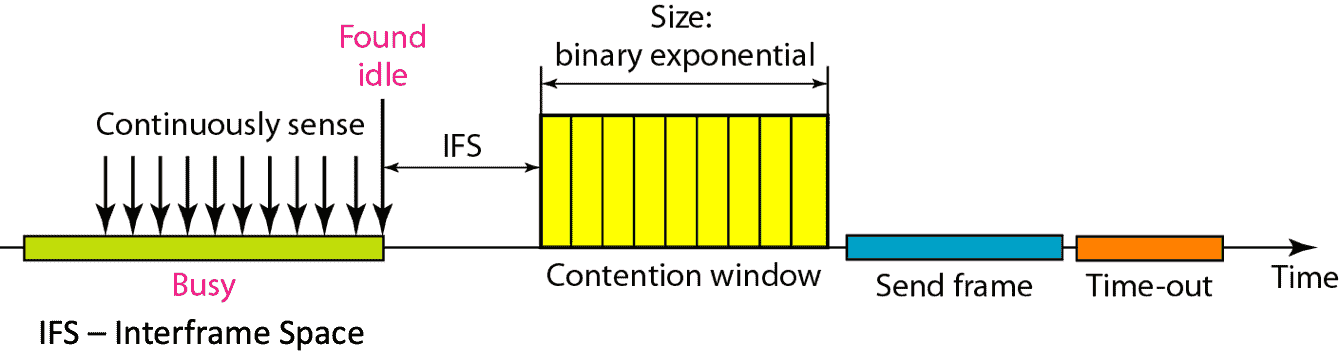 Size:
binary exponential
Found
idle
Continuously sense
IFS
Busy
Contention window
Send frame
Time-out
Time
IFS – Interframe Space